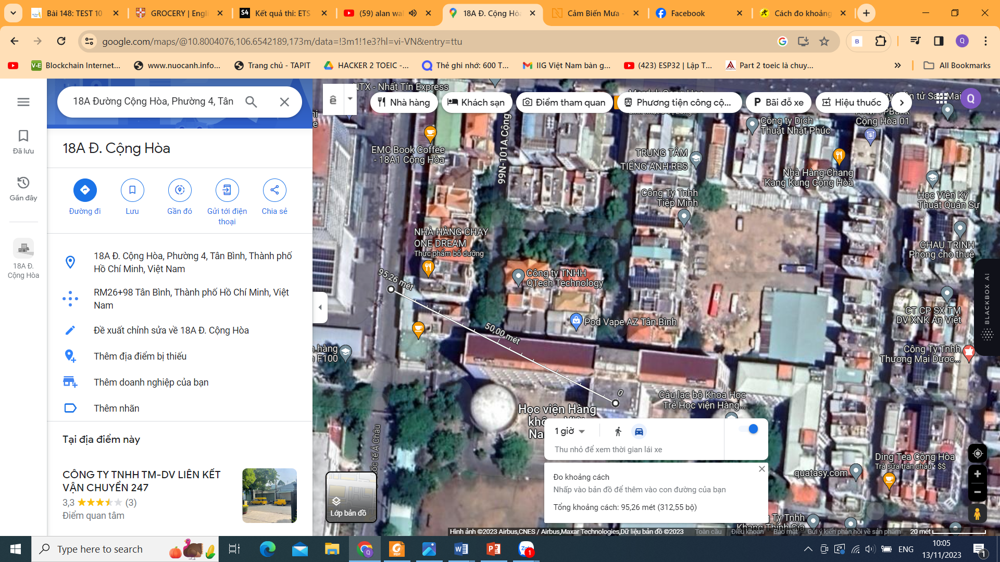 Bài 148: TEST 10
GROCERY | Engli
Kết quả thi: ETS
(59) alan wal
18A Đ. Cộng Hòa
Cảm Biến Mưa -
Facebook
Cách đo khoảng
google.com/maps/@10.8004076,106.6542189,173m/data=!3m1!1e3?hl=vi-VN&entry=ttu
Blockchain Internet...
www.nuocanh.info...
Trang chủ - TAPIT
HACKER 2 TOEIC -...
Thẻ ghi nhớ: 600 T...
IIG Việt Nam bàn g...
(423) ESP32 | Lập T...
Part 2 toeic là chuy...
All Bookmarks
18A Đường Cộng Hòa, Phường 4, Tân
Đã lưu
Gần đây
18A Đ.
Cộng Hòa
18A Đ. Cộng Hòa
Đường đi
Lưu
Gần đó
Gửi tới điện
thoại
Chia sẻ
18A Đ. Cộng Hòa, Phường 4, Tân Bình, Thành phố
Hồ Chí Minh, Việt Nam
RM26+98 Tân Bình, Thành phố Hồ Chí Minh, Việt
Nam
Đề xuất chỉnh sửa về 18A Đ. Cộng Hòa
Thêm địa điểm bị thiếu
Thêm doanh nghiệp của bạn
Thêm nhãn
Tại địa điểm này
CÔNG TY TNHH TM-DV LIÊN KẾT
VẬN CHUYỂN 247
3,3 (3)
Điểm quan tâm
NTX - Nhất Tín Express
ê
Nhà hàng
Khách sạn
Điểm tham quan
Phương tiện công cộ...
Bãi đỗ xe
Hiệu thuốc
Q
Công ty Dịch
Thuật Nhật Phúc
Cộng Hòa 01
EMC Book Coffee
- 18A1 Cộng Hòa
99N-101A Cộng
TRUNG TÂM
TIẾNG ANH RES
Nhà Hàng Chang
Kang Kung Cộng Hòa
Công Ty Tnhh
Tiệp Minh
Học Viện Kỹ
Thuật Quân Sự
NHÀ HÀNG CHAY
ONE DREAM
Thực phẩm bổ dưỡng
CHAU TRINH
Phong cho thuê
95,26 mét
Công ty TNHH
QTech Technology
BLACKBOX AI
50,00 mét
Pod Vape AZ Tân Bình
CT CP SX TM
DV XNK An Việt
n hàng
n F100
Công Ty Tnhh
Thương Mại Dược...
0
Câu lạc bộ Khoa Học
Trẻ Học viện Hàng...
Học viện Hàng
1 giờ
Thu nhỏ để xem thời gian lái xe
ốc tế Á Châu
Ding Tea Cộng Hòa
Trà sữa trân châu · $$
quatasy.com
Đo khoảng cách
Nhấp vào bản đồ để thêm vào con đường của bạn
Tổng khoảng cách: 95,26 mét (312,55 bộ)
Lớp bản đồ
Ty Tnhh
Khang Thịnh Gia
Hình ảnh ©2023 Airbus,CNES / Airbus,Maxar Technologies,Dữ liệu bản đồ ©2023
Toàn cầu
Điều khoản
Bảo mật
Gửi ý kiến phản hồi về sản phẩm
20 mét
Type here to search
ENG
10:05
13/11/2023
1